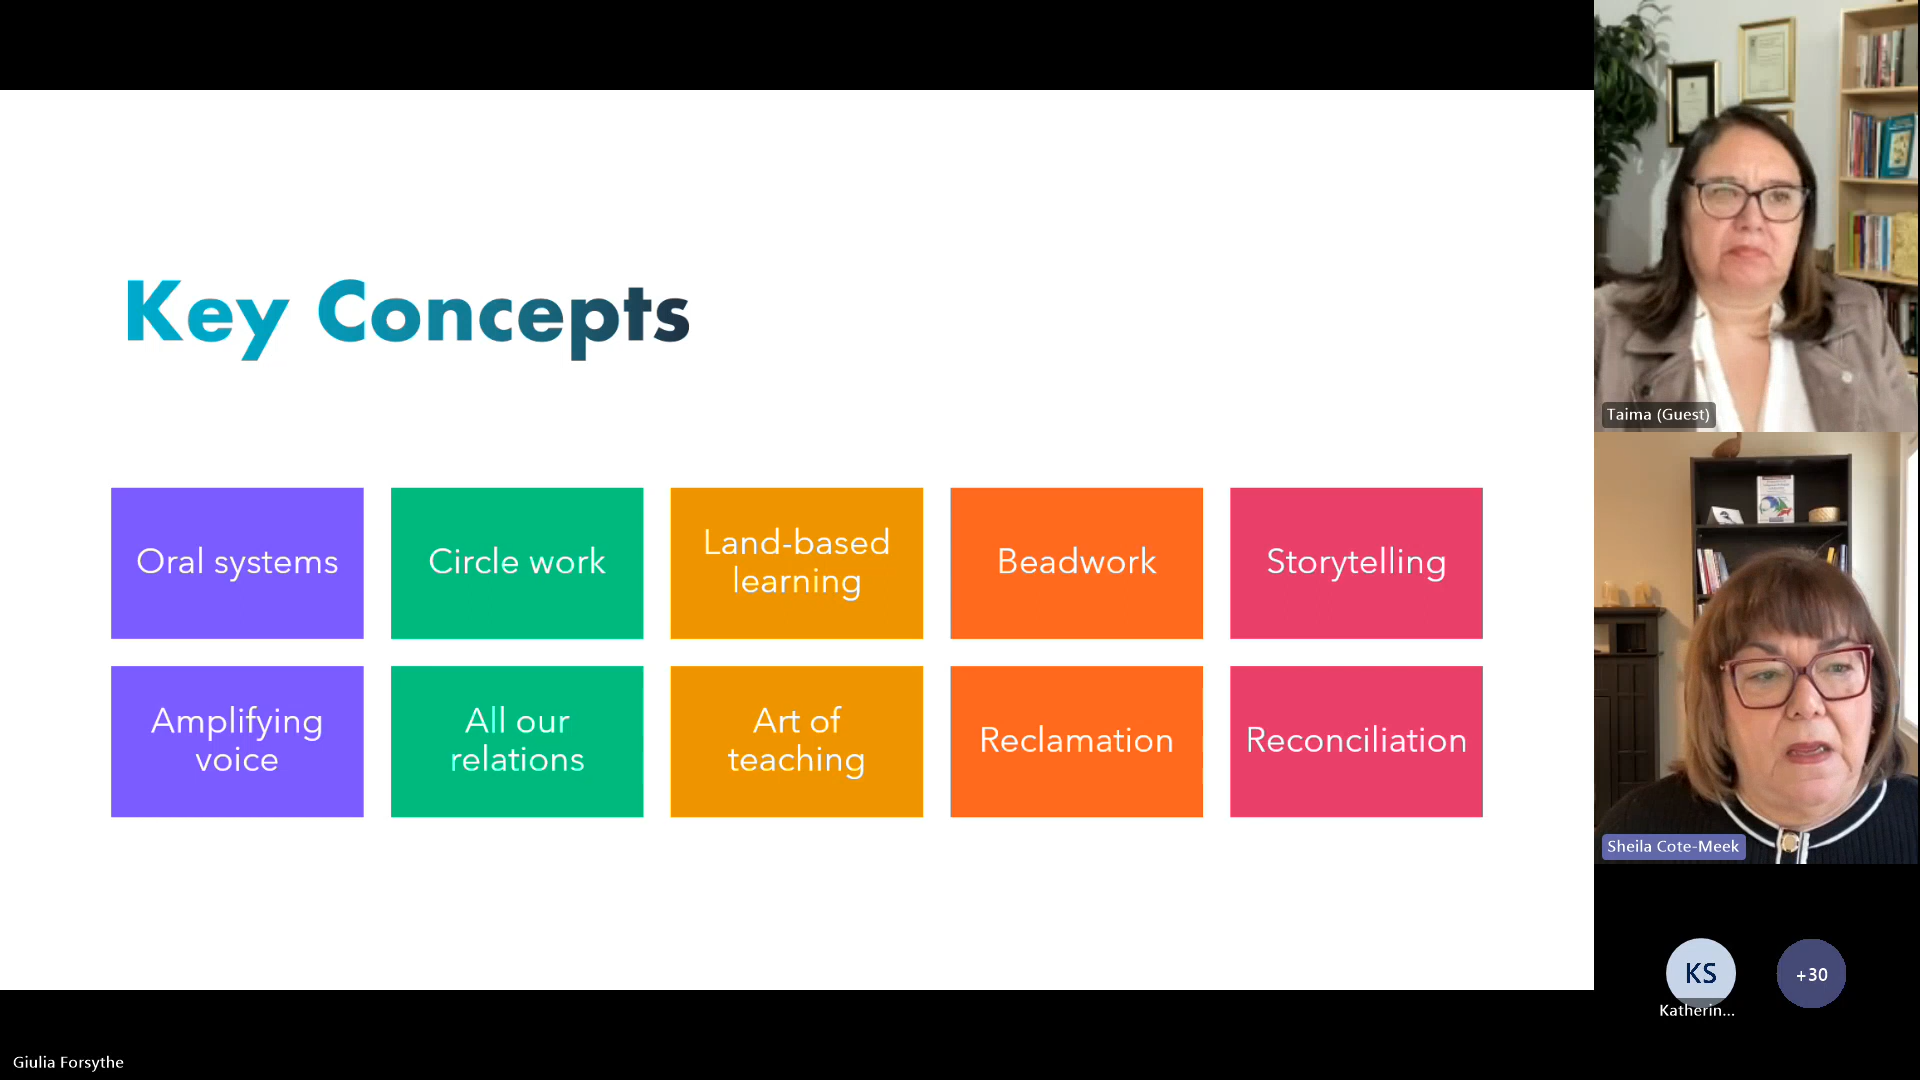 Key Concepts
Oral systems
Circle work
Land-based
learning
Beadwork
Storytelling
Amplifying
voice
All our
relations
Art of
teaching
Reclamation
Reconciliation
Taima (Guest)
Sheila Cote-Meek
KS
+30
Katherin...
Giulia Forsythe